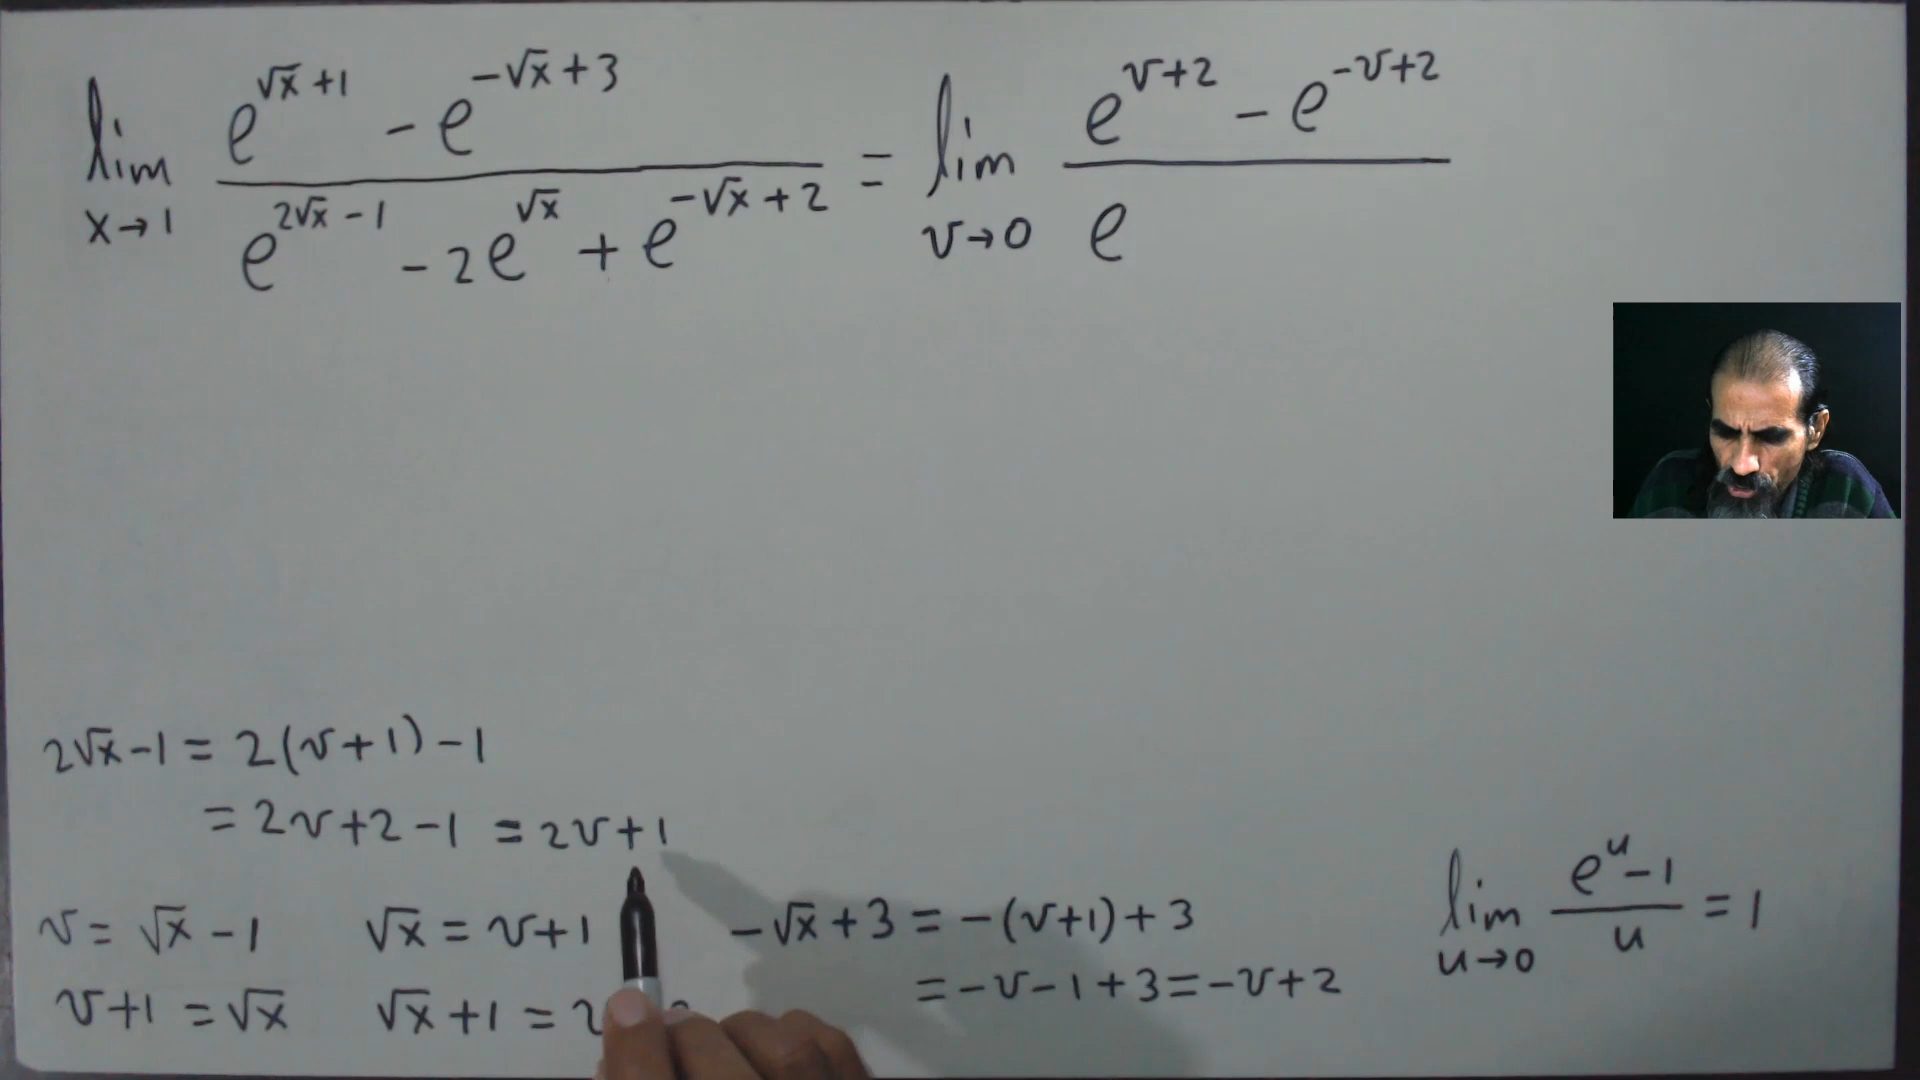 lim x→1 (e^(√x+1) - e^(-√x+3)) / (e^(2√x-1) - 2e^(√x) + e^(-√x+2)) = lim v→0 (e^(v+2) - e^(-v+2)) / e
2√x-1 = 2(v+1)-1
= 2v+2-1 = 2v+1
v = √x-1   √x = v+1   -√x+3 = -(v+1)+3
v+1 = √x   √x+1 =   = -v-1+3 = -v+2
lim u→0 (e^u-1)/u = 1